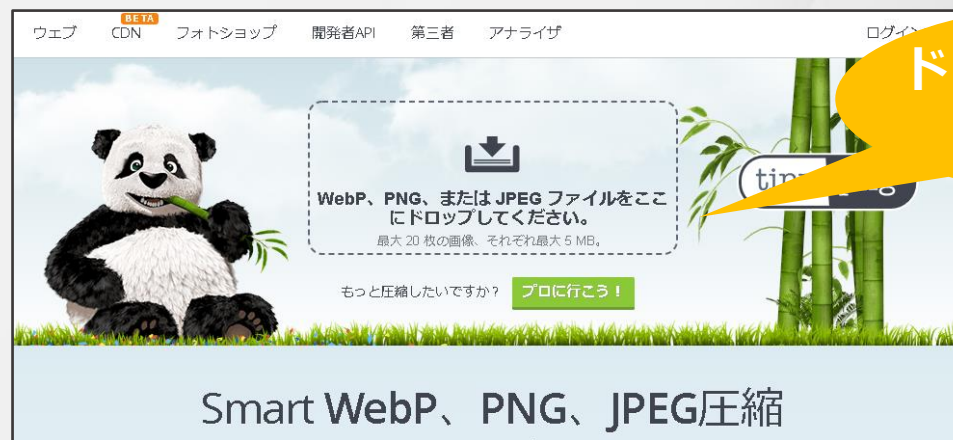 BETA
ウェブ CDN フォトショップ 開発者API 第三者 アナライザ ログイン
ド
WebP、PNG、または JPEG ファイルをここ
にドロップしてください。
最大 20 枚の画像、それぞれ最大 5 MB。
もっと圧縮したいですか? プロに行こう!
Smart WebP、PNG、JPEG圧縮